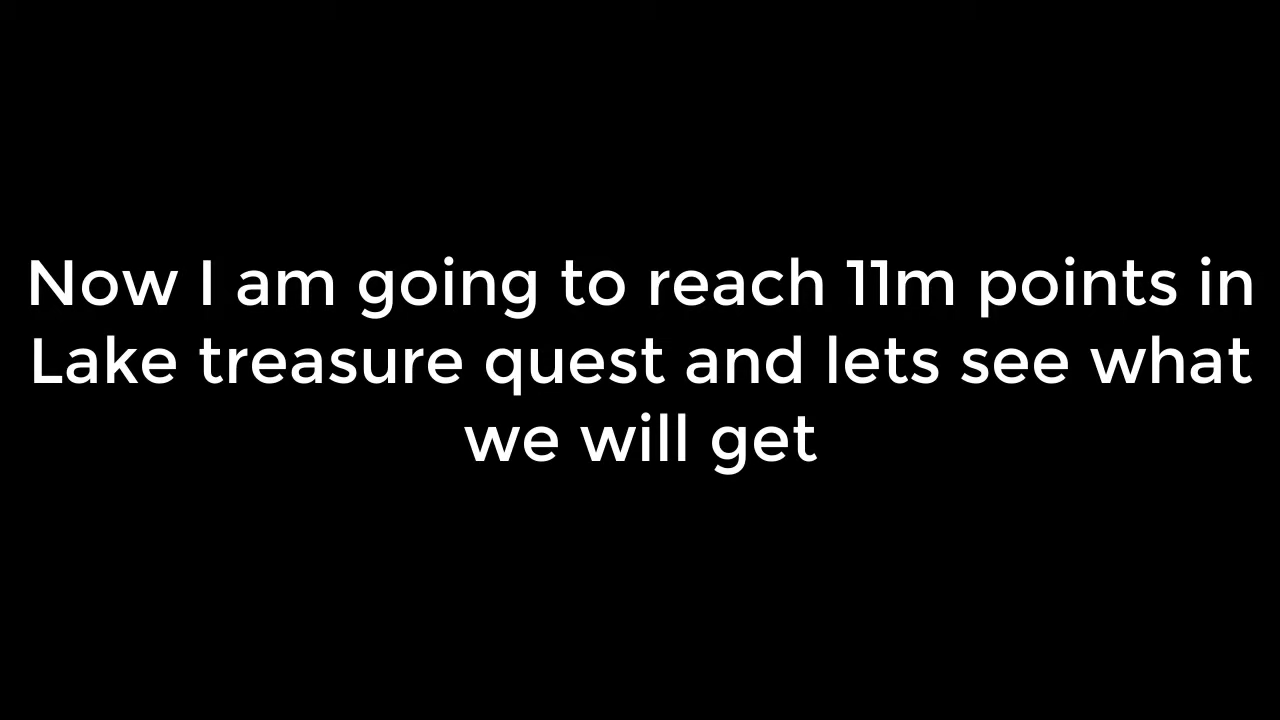 Now I am going to reach 11m points in
Lake treasure quest and lets see what
we will get